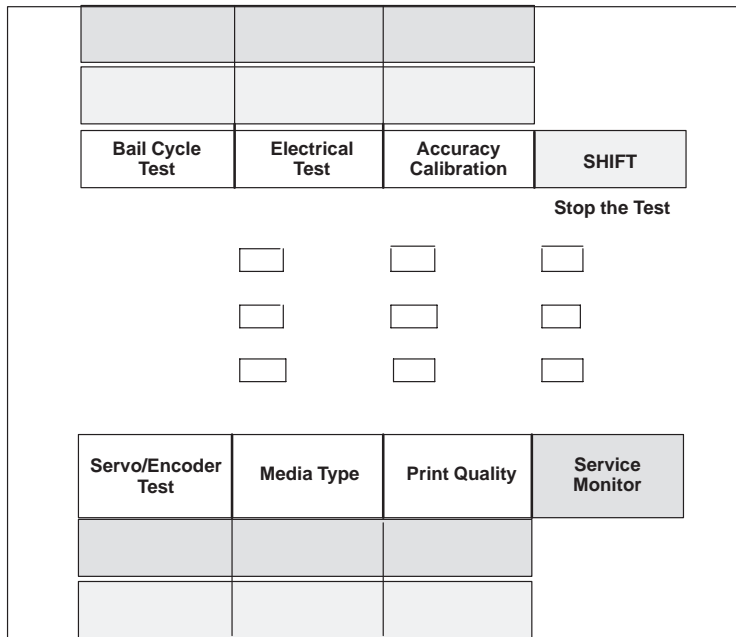 Bail Cycle
Test
Electrical
Test
Accuracy
Calibration
SHIFT
Stop the Test
Servo/Encoder
Test
Media Type
Print Quality
Service
Monitor